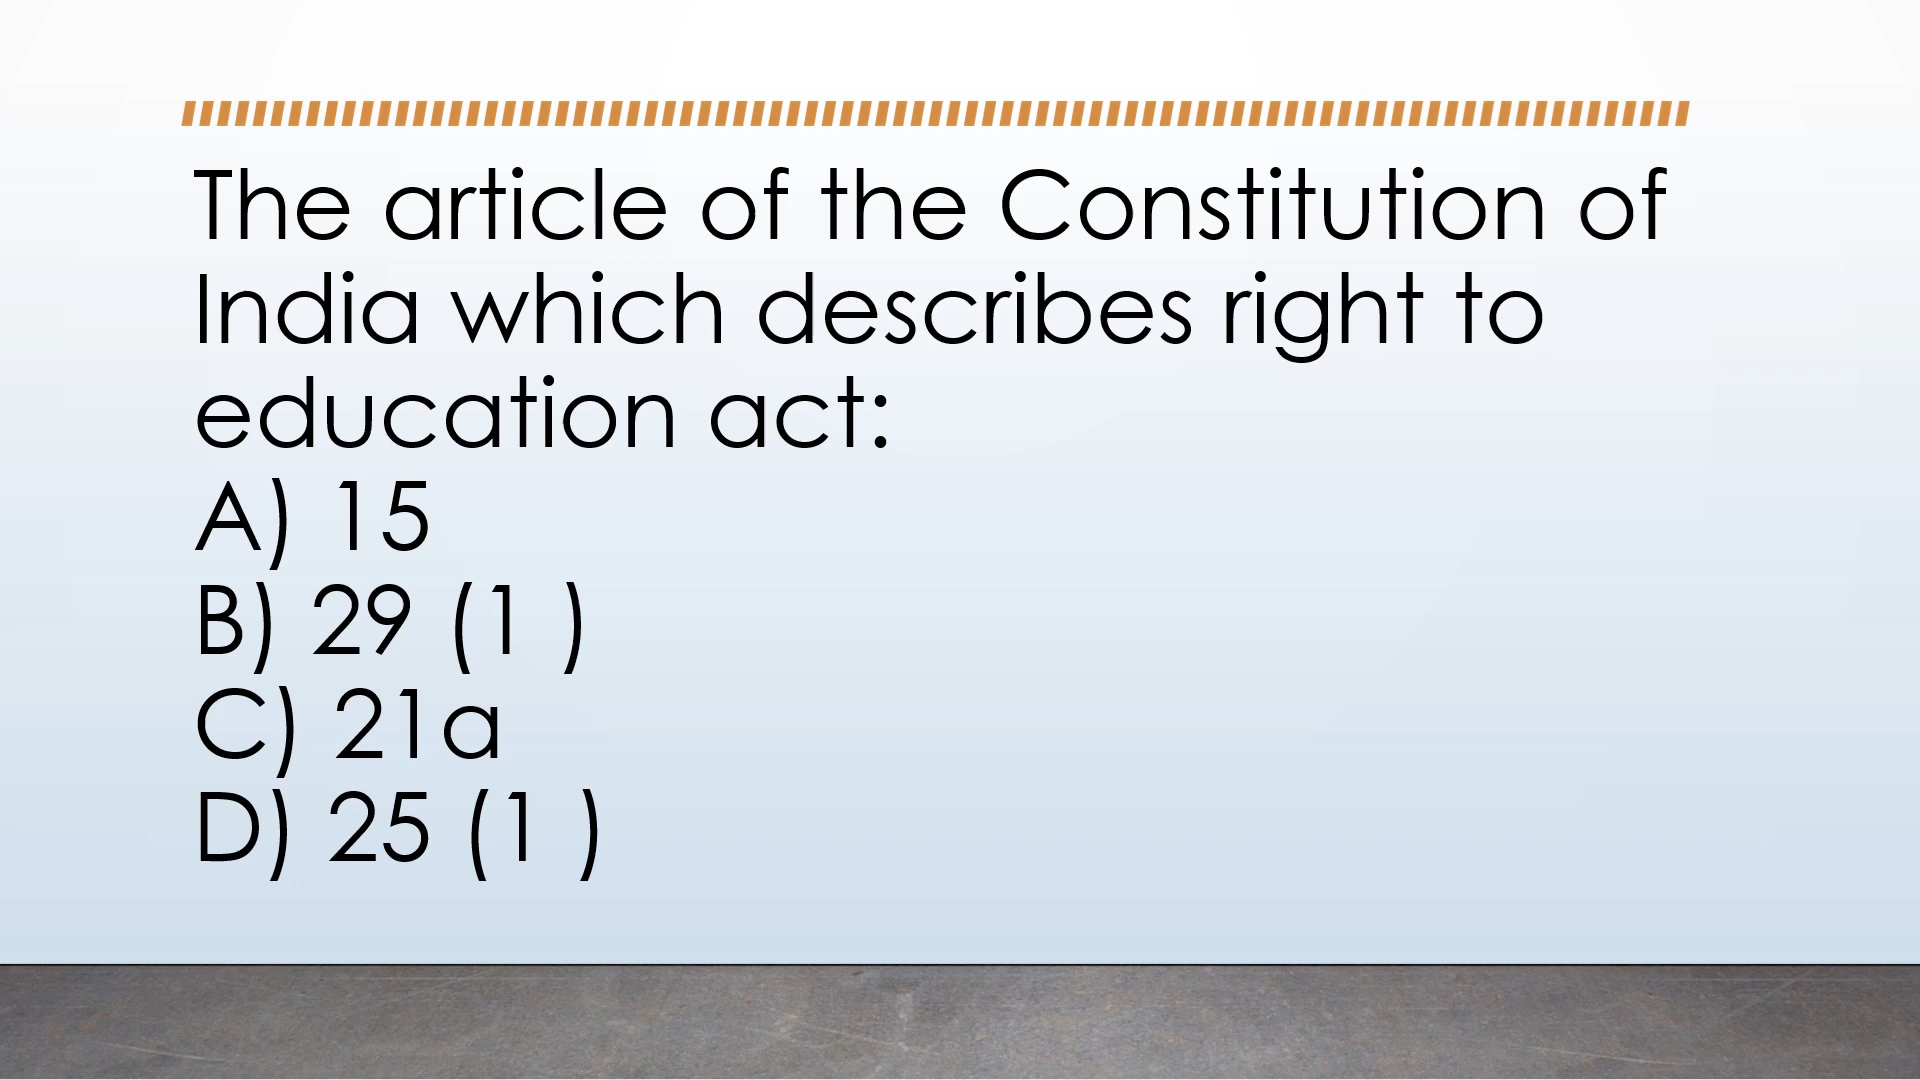 The article of the Constitution of
India which describes right to
education act:
A) 15
B) 29 (1 )
C) 21a
D) 25 (1 )